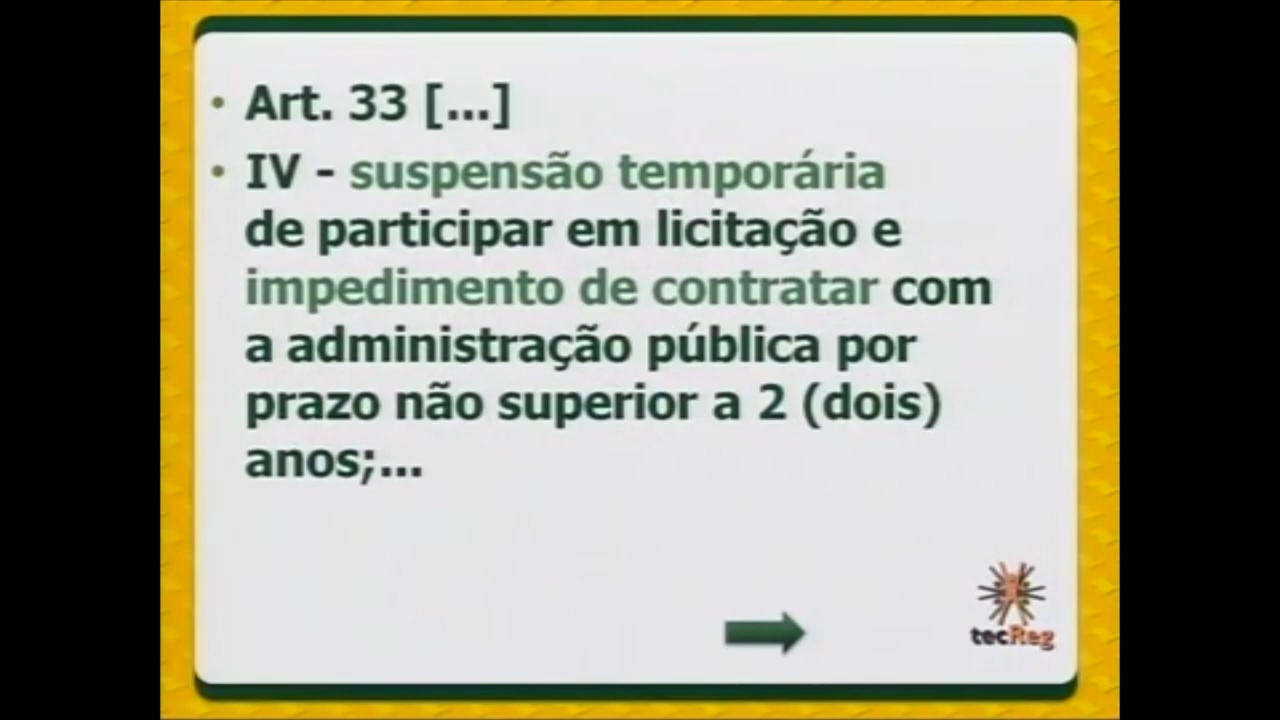 • Art. 33 [...]
• IV - suspensão temporária
de participar em licitação e
impedimento de contratar com
a administração pública por
prazo não superior a 2 (dois)
anos;...
tecReg